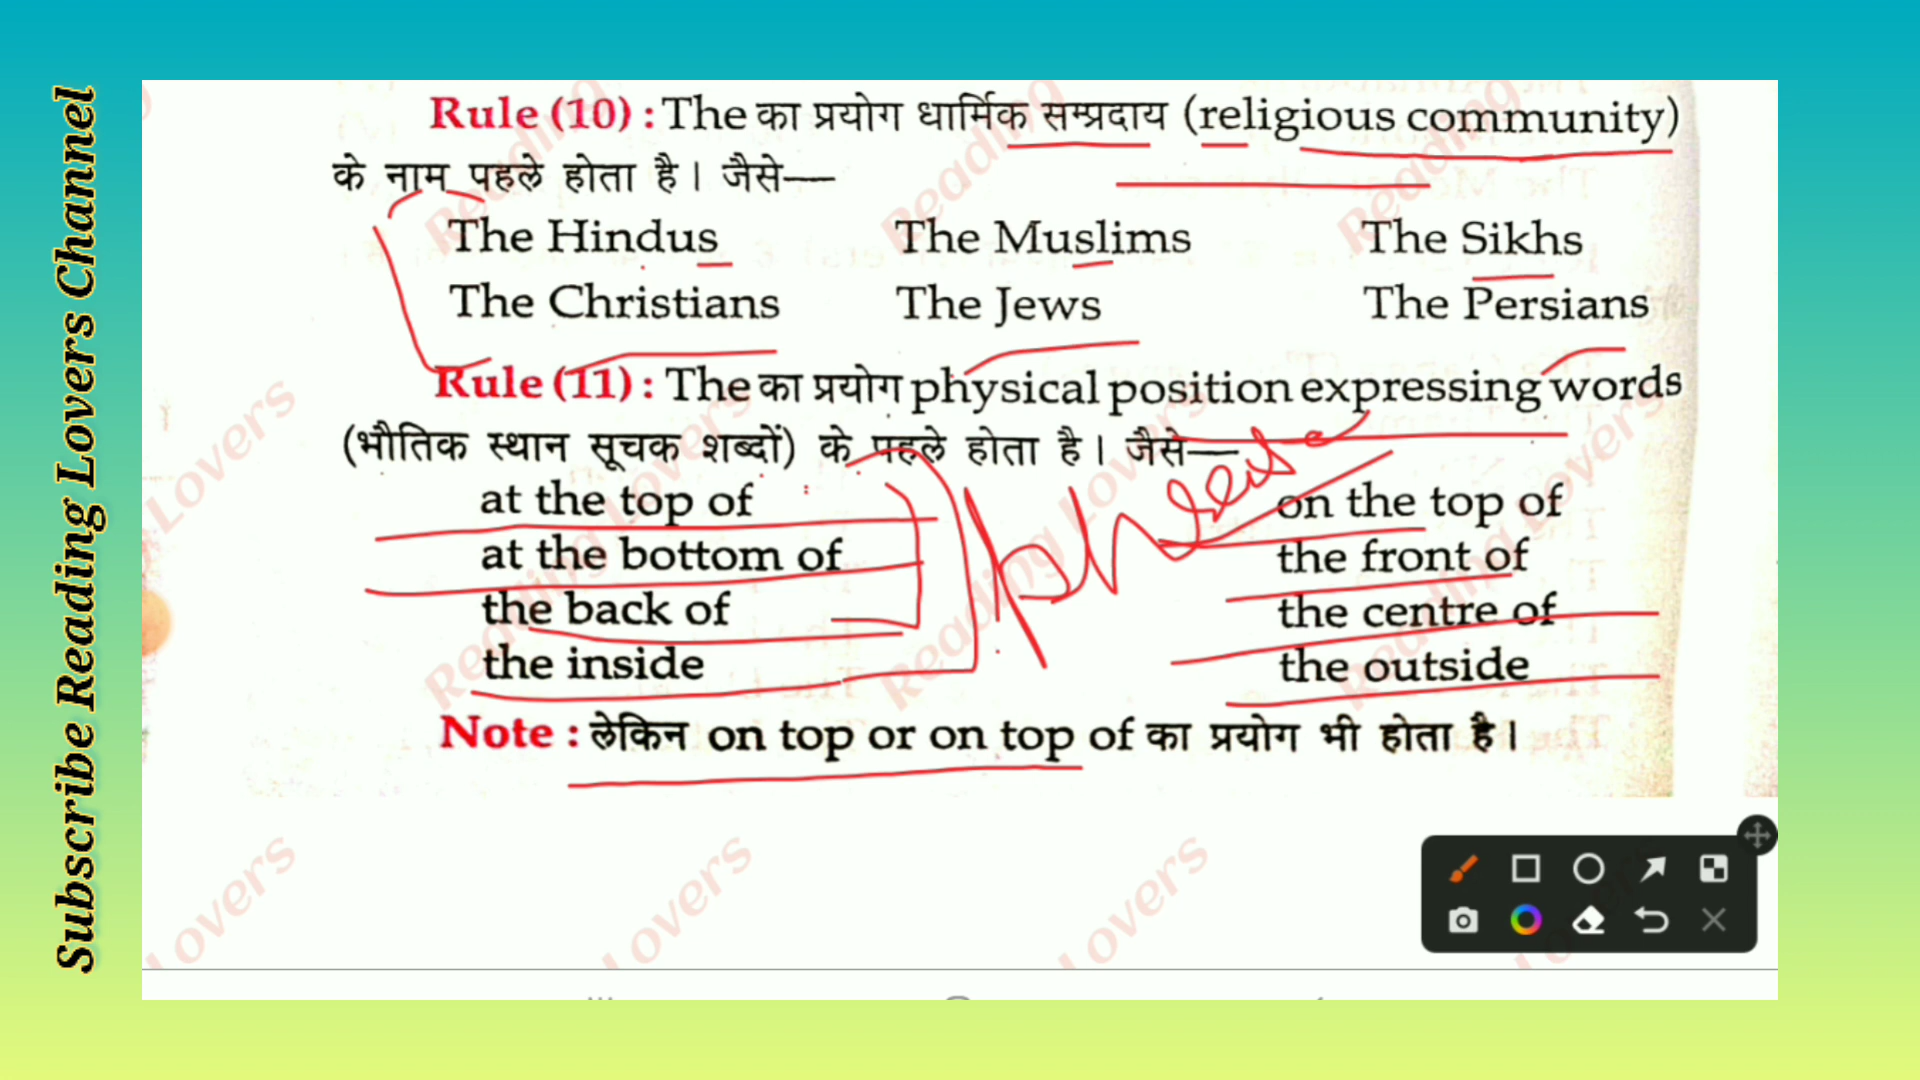 Subscribe Reading Lovers Channel
Rule (10) : The का प्रयोग धार्मिक सम्प्रदाय (religious community)
के नाम पहले होता है। जैसे—
The Hindus The Muslims The Sikhs
The Christians The Jews The Persians
Rule (11) : The का प्रयोग physical position expressing words
(भौतिक स्थान सूचक शब्दों) के पहले होता है। जैसे—
at the top of on the top of
at the bottom of the front of
the back of the centre of
the inside the outside
Note : लेकिन on top or on top of का प्रयोग भी होता है।
Reading Lovers